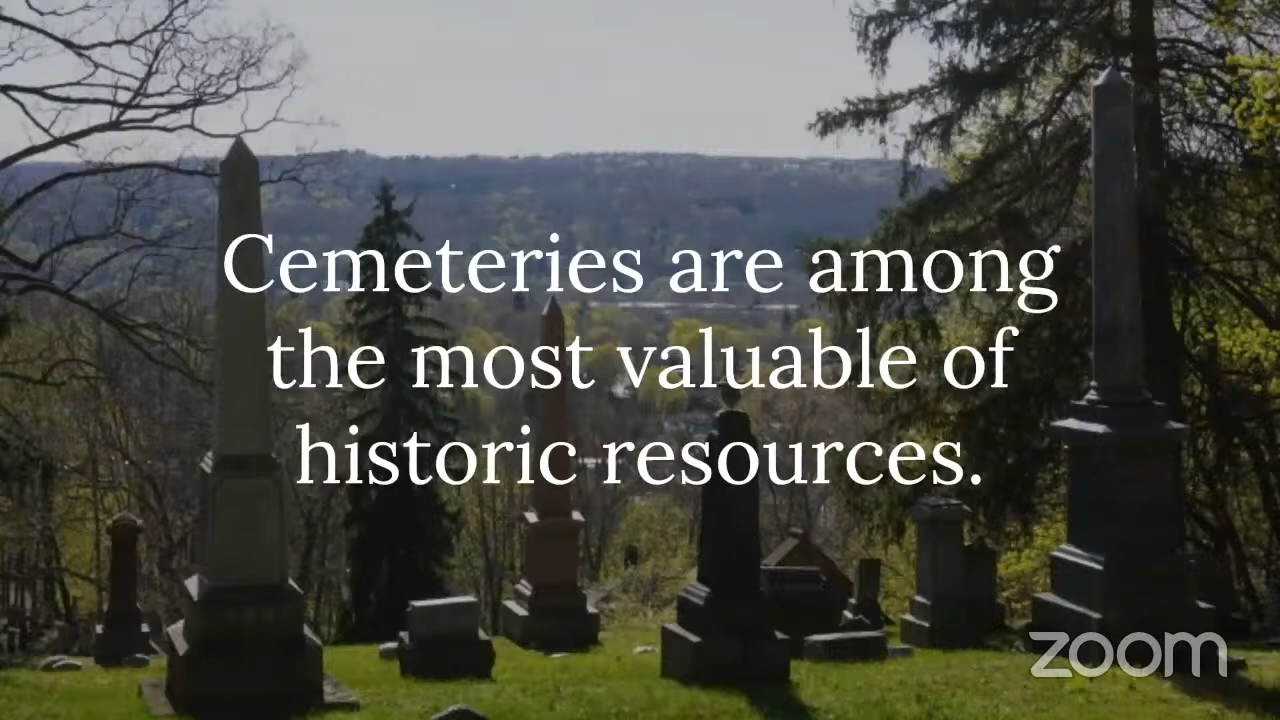 Cemeteries are among
the most valuable of
historic resources.
zoom